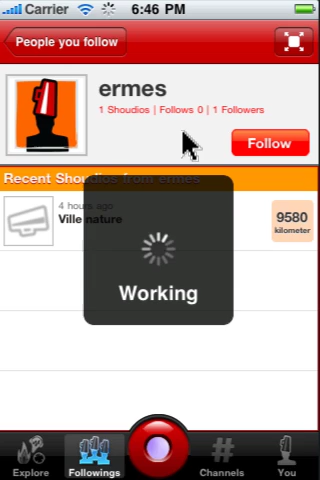 Carrier 6:46 PM
People you follow
ermes
1 Shoudios | Follows 0 | 1 Followers
Follow
Recent Shoudios from ermes
4 hours ago
Ville nature
9580
kilometer
Working
#
Explore Followings Channels You